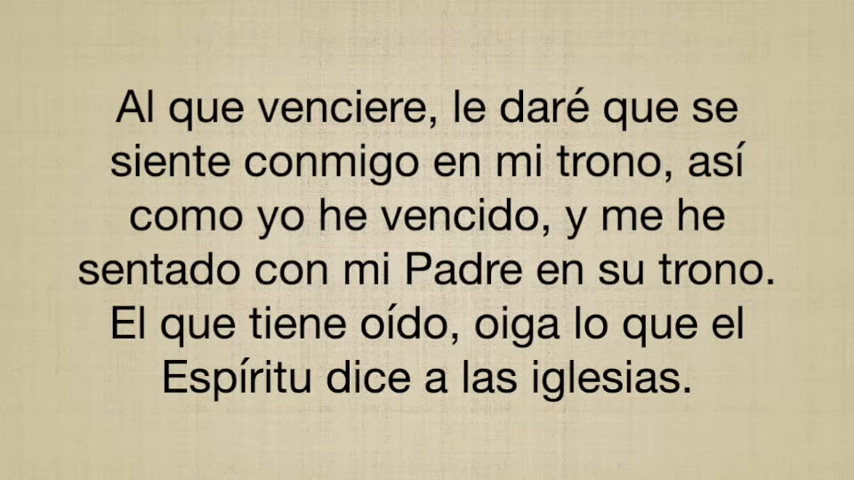 Al que venciere, le daré que se
siente conmigo en mi trono, así
como yo he vencido, y me he
sentado con mi Padre en su trono.
El que tiene oído, oiga lo que el
Espíritu dice a las iglesias.